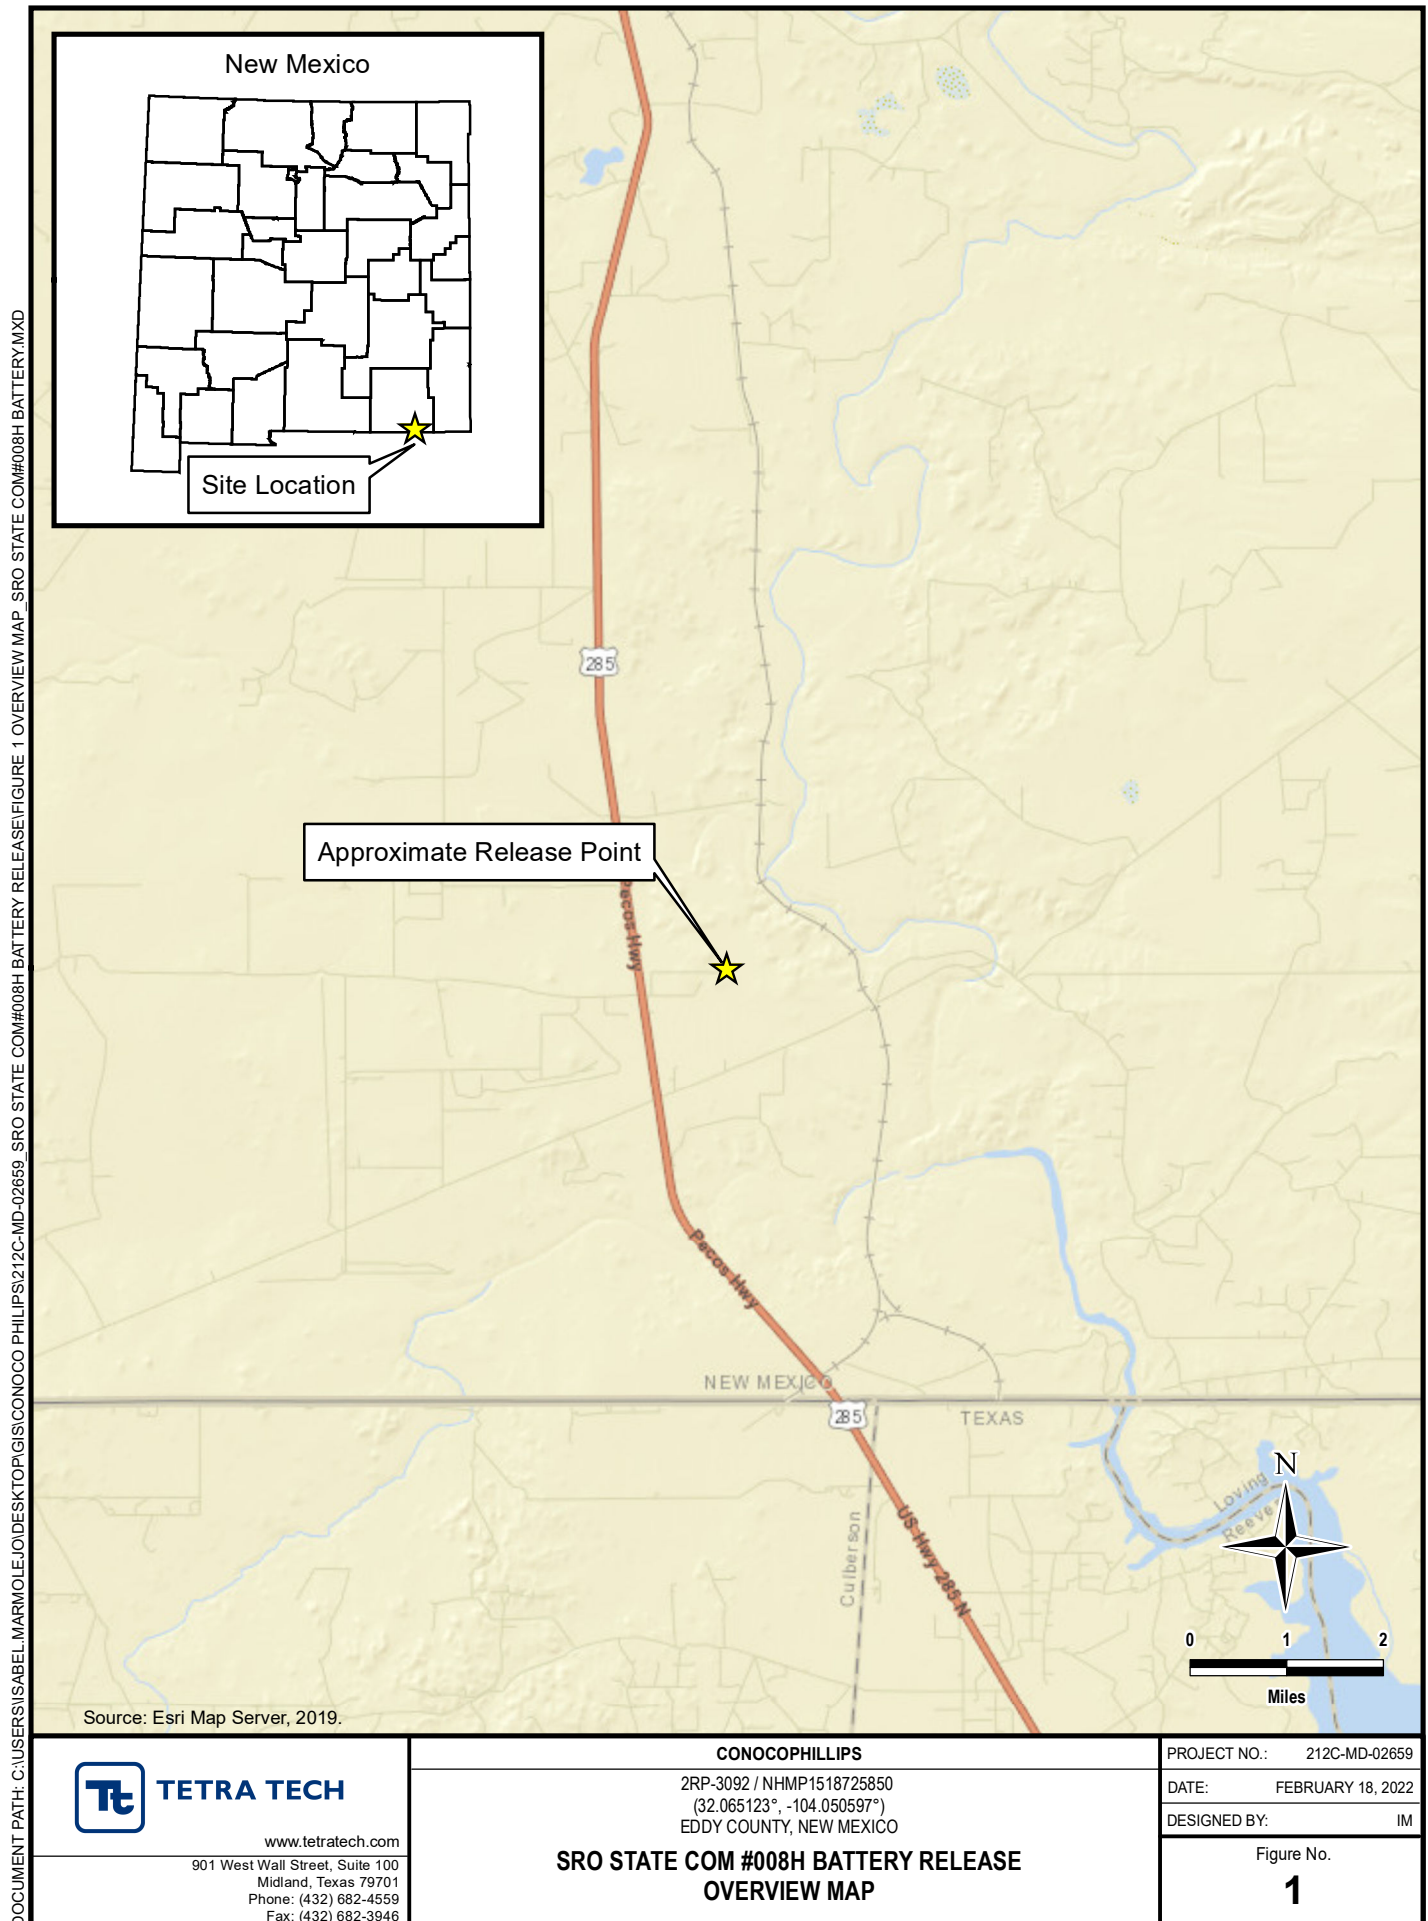 DOCUMENT PATH: C:\USERS\ISABEL.MARMOLEJO\DESKTOP\GIS\CONOCO PHILIPS\212C-MD-02659_SRO STATE COM#008H BATTERY RELEASE\FIGURE 1 OVERVIEW MAP_SRO STATE COM#008H BATTERY.MXD
New Mexico
Site Location
285
Approximate Release Point
Pecos Hwy
Pecos Hwy
NEW MEXICO
285
TEXAS
Culberson
US Hwy 285 N
Loving
Reeves
N
0 1 2
Miles
Source: Esri Map Server, 2019.
Tt TETRA TECH
www.tetratech.com
901 West Wall Street, Suite 100
Midland, Texas 79701
Phone: (432) 682-4559
Fax: (432) 682-3946
CONOCOPHILLIPS
2RP-3092 / NHMP1518725850
(32.065123°, -104.050597°)
EDDY COUNTY, NEW MEXICO
SRO STATE COM #008H BATTERY RELEASE
OVERVIEW MAP
PROJECT NO.: 212C-MD-02659
DATE: FEBRUARY 18, 2022
DESIGNED BY: IM
Figure No.
1